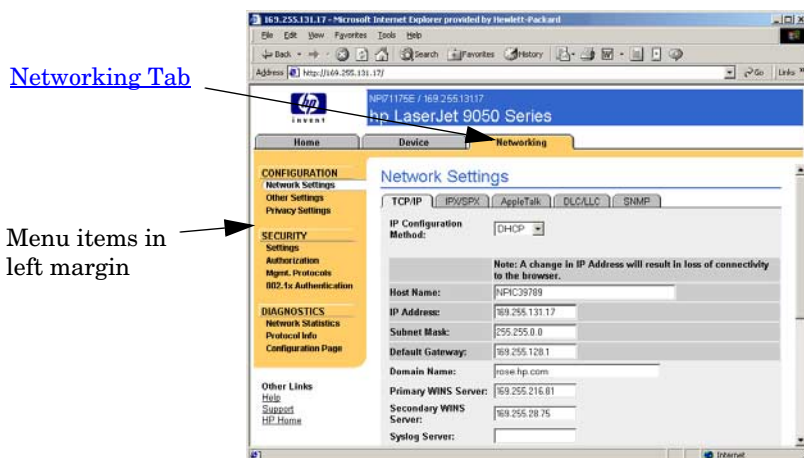 169.255.131.17 - Microsoft Internet Explorer provided by Hewlett-Packard
File Edit View Favorites Tools Help
Back Search Favorites History
Address http://169.255.131.17/ Go Links
Networking Tab
hp
invent
NPI71175E / 169.255.131.17
hp LaserJet 9050 Series
Home Device Networking
CONFIGURATION
Network Settings
Other Settings
Privacy Settings
SECURITY
Settings
Authorization
Mgmt. Protocols
802.1x Authentication
DIAGNOSTICS
Network Statistics
Protocol Info
Configuration Page
Other Links
Help
Support
HP Home
Menu items in
left margin
Network Settings
TCP/IP IPX/SPX AppleTalk DLC/LLC SNMP
IP Configuration
Method: DHCP
Note: A change in IP Address will result in loss of connectivity
to the browser.
Host Name: NPIC39789
IP Address: 169.255.131.17
Subnet Mask: 255.255.0.0
Default Gateway: 169.255.128.1
Domain Name: rose.hp.com
Primary WINS Server: 169.255.216.81
Secondary WINS
Server: 169.255.28.75
Syslog Server:
Internet